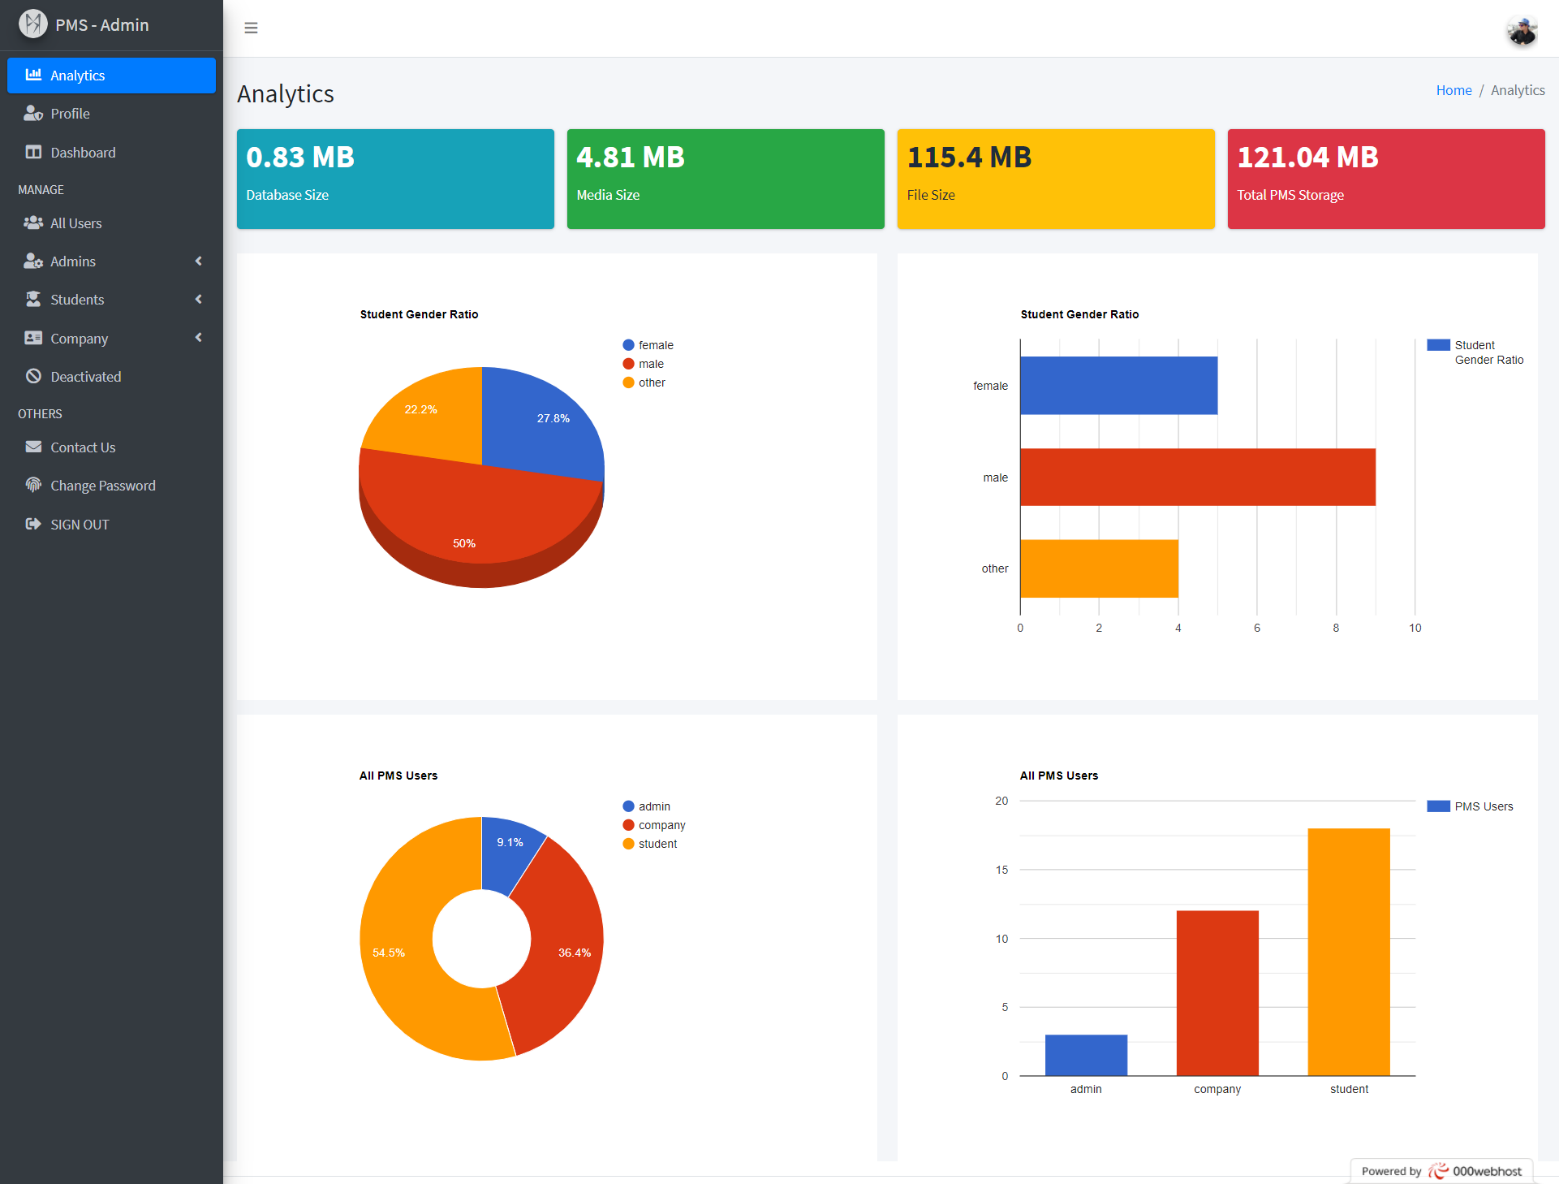 PMS - Admin
Analytics
Profile
Dashboard
MANAGE
All Users
Admins
Students
Company
Deactivated
OTHERS
Contact Us
Change Password
SIGN OUT
Analytics
Home / Analytics
0.83 MB
Database Size
4.81 MB
Media Size
115.4 MB
File Size
121.04 MB
Total PMS Storage
Student Gender Ratio
female
male
other
22.2%
27.8%
50%
Student Gender Ratio
Student
Gender Ratio
female
male
other
0 2 4 6 8 10
All PMS Users
admin
company
student
9.1%
54.5%
36.4%
All PMS Users
PMS Users
20
15
10
5
0
admin company student
Powered by 000webhost